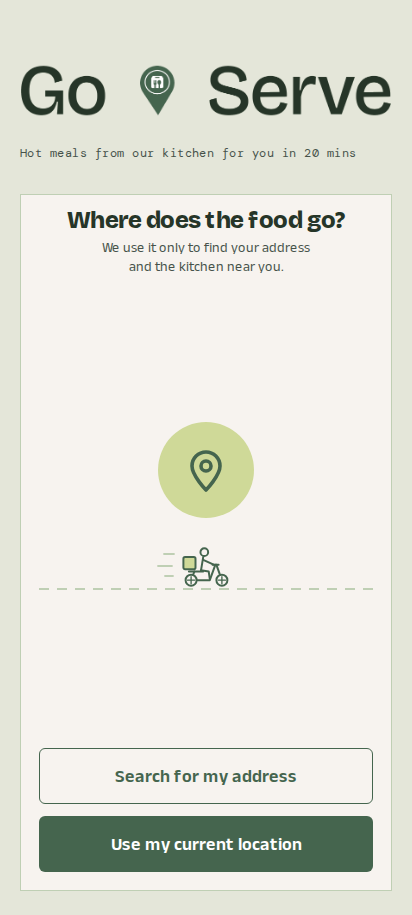 Go Serve
Hot meals from our kitchen for you in 20 mins
Where does the food go?
We use it only to find your address
and the kitchen near you.
Search for my address
Use my current location